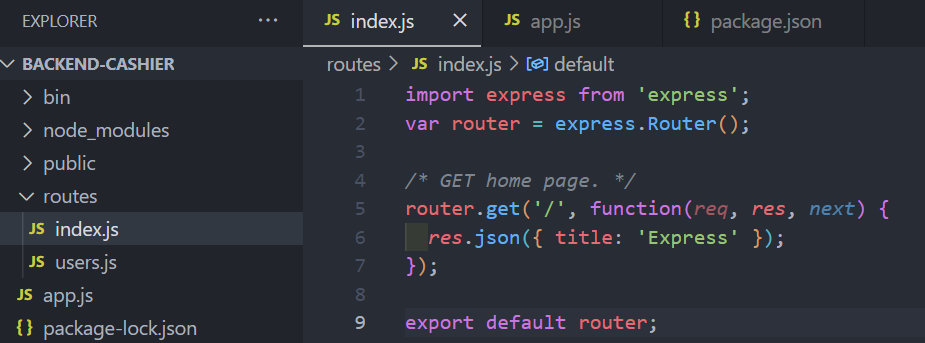 EXPLORER ···
BACKEND-CASHIER
bin
node_modules
public
routes
JS index.js
JS users.js
JS app.js
{} package-lock.json
JS index.js × JS app.js {} package.json
routes > JS index.js > default
1 import express from 'express';
2 var router = express.Router();
3
4 /* GET home page. */
5 router.get('/', function(req, res, next) {
6   res.json({ title: 'Express' });
7 });
8
9 export default router;